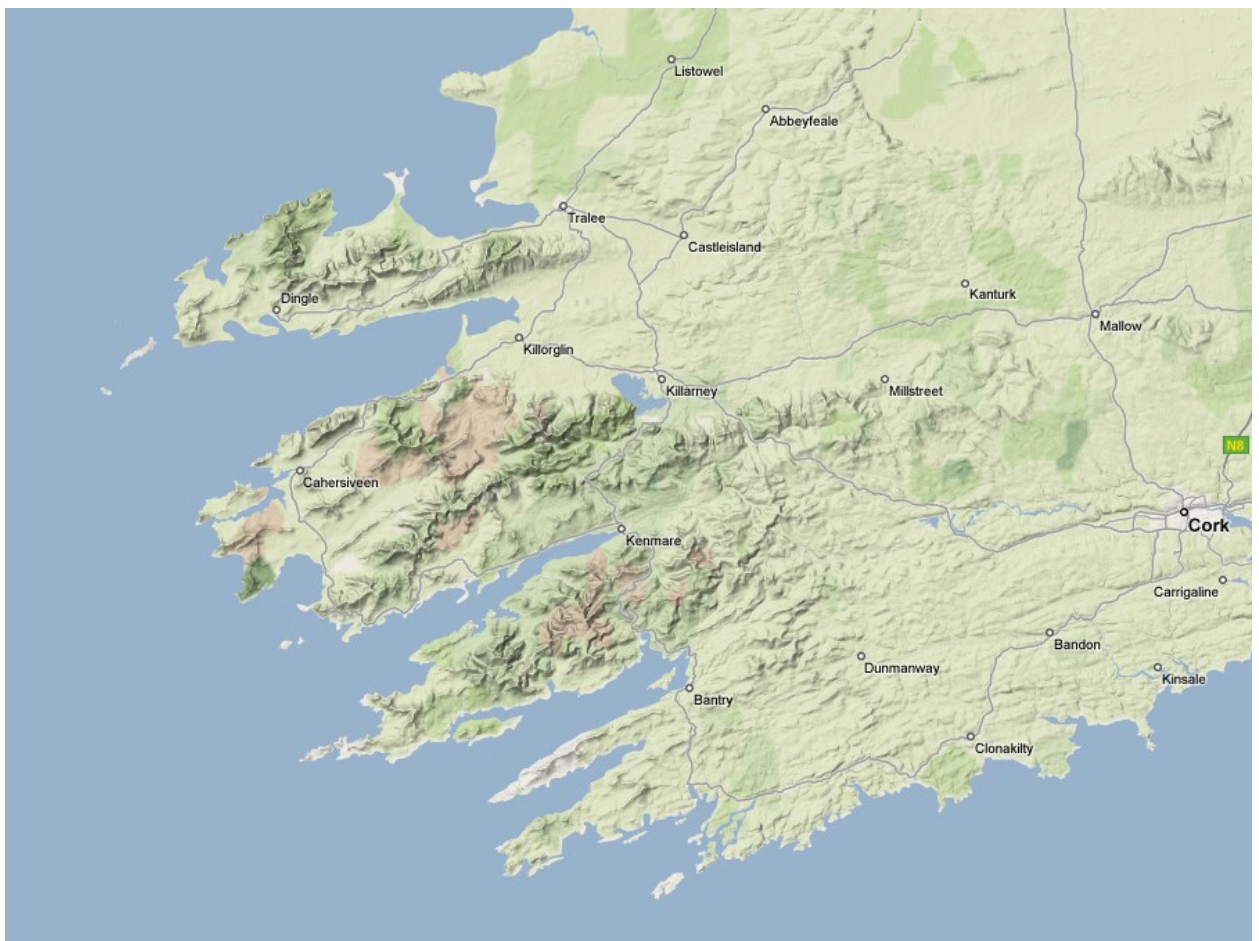 Listowel
Abbeyfeale
Tralee
Castleisland
Dingle
Kanturk
Mallow
Killorglin
Killarney
Millstreet
N8
Cahersiveen
Cork
Kenmare
Carrigaline
Bandon
Dunmanway
Kinsale
Bantry
Clonakilty